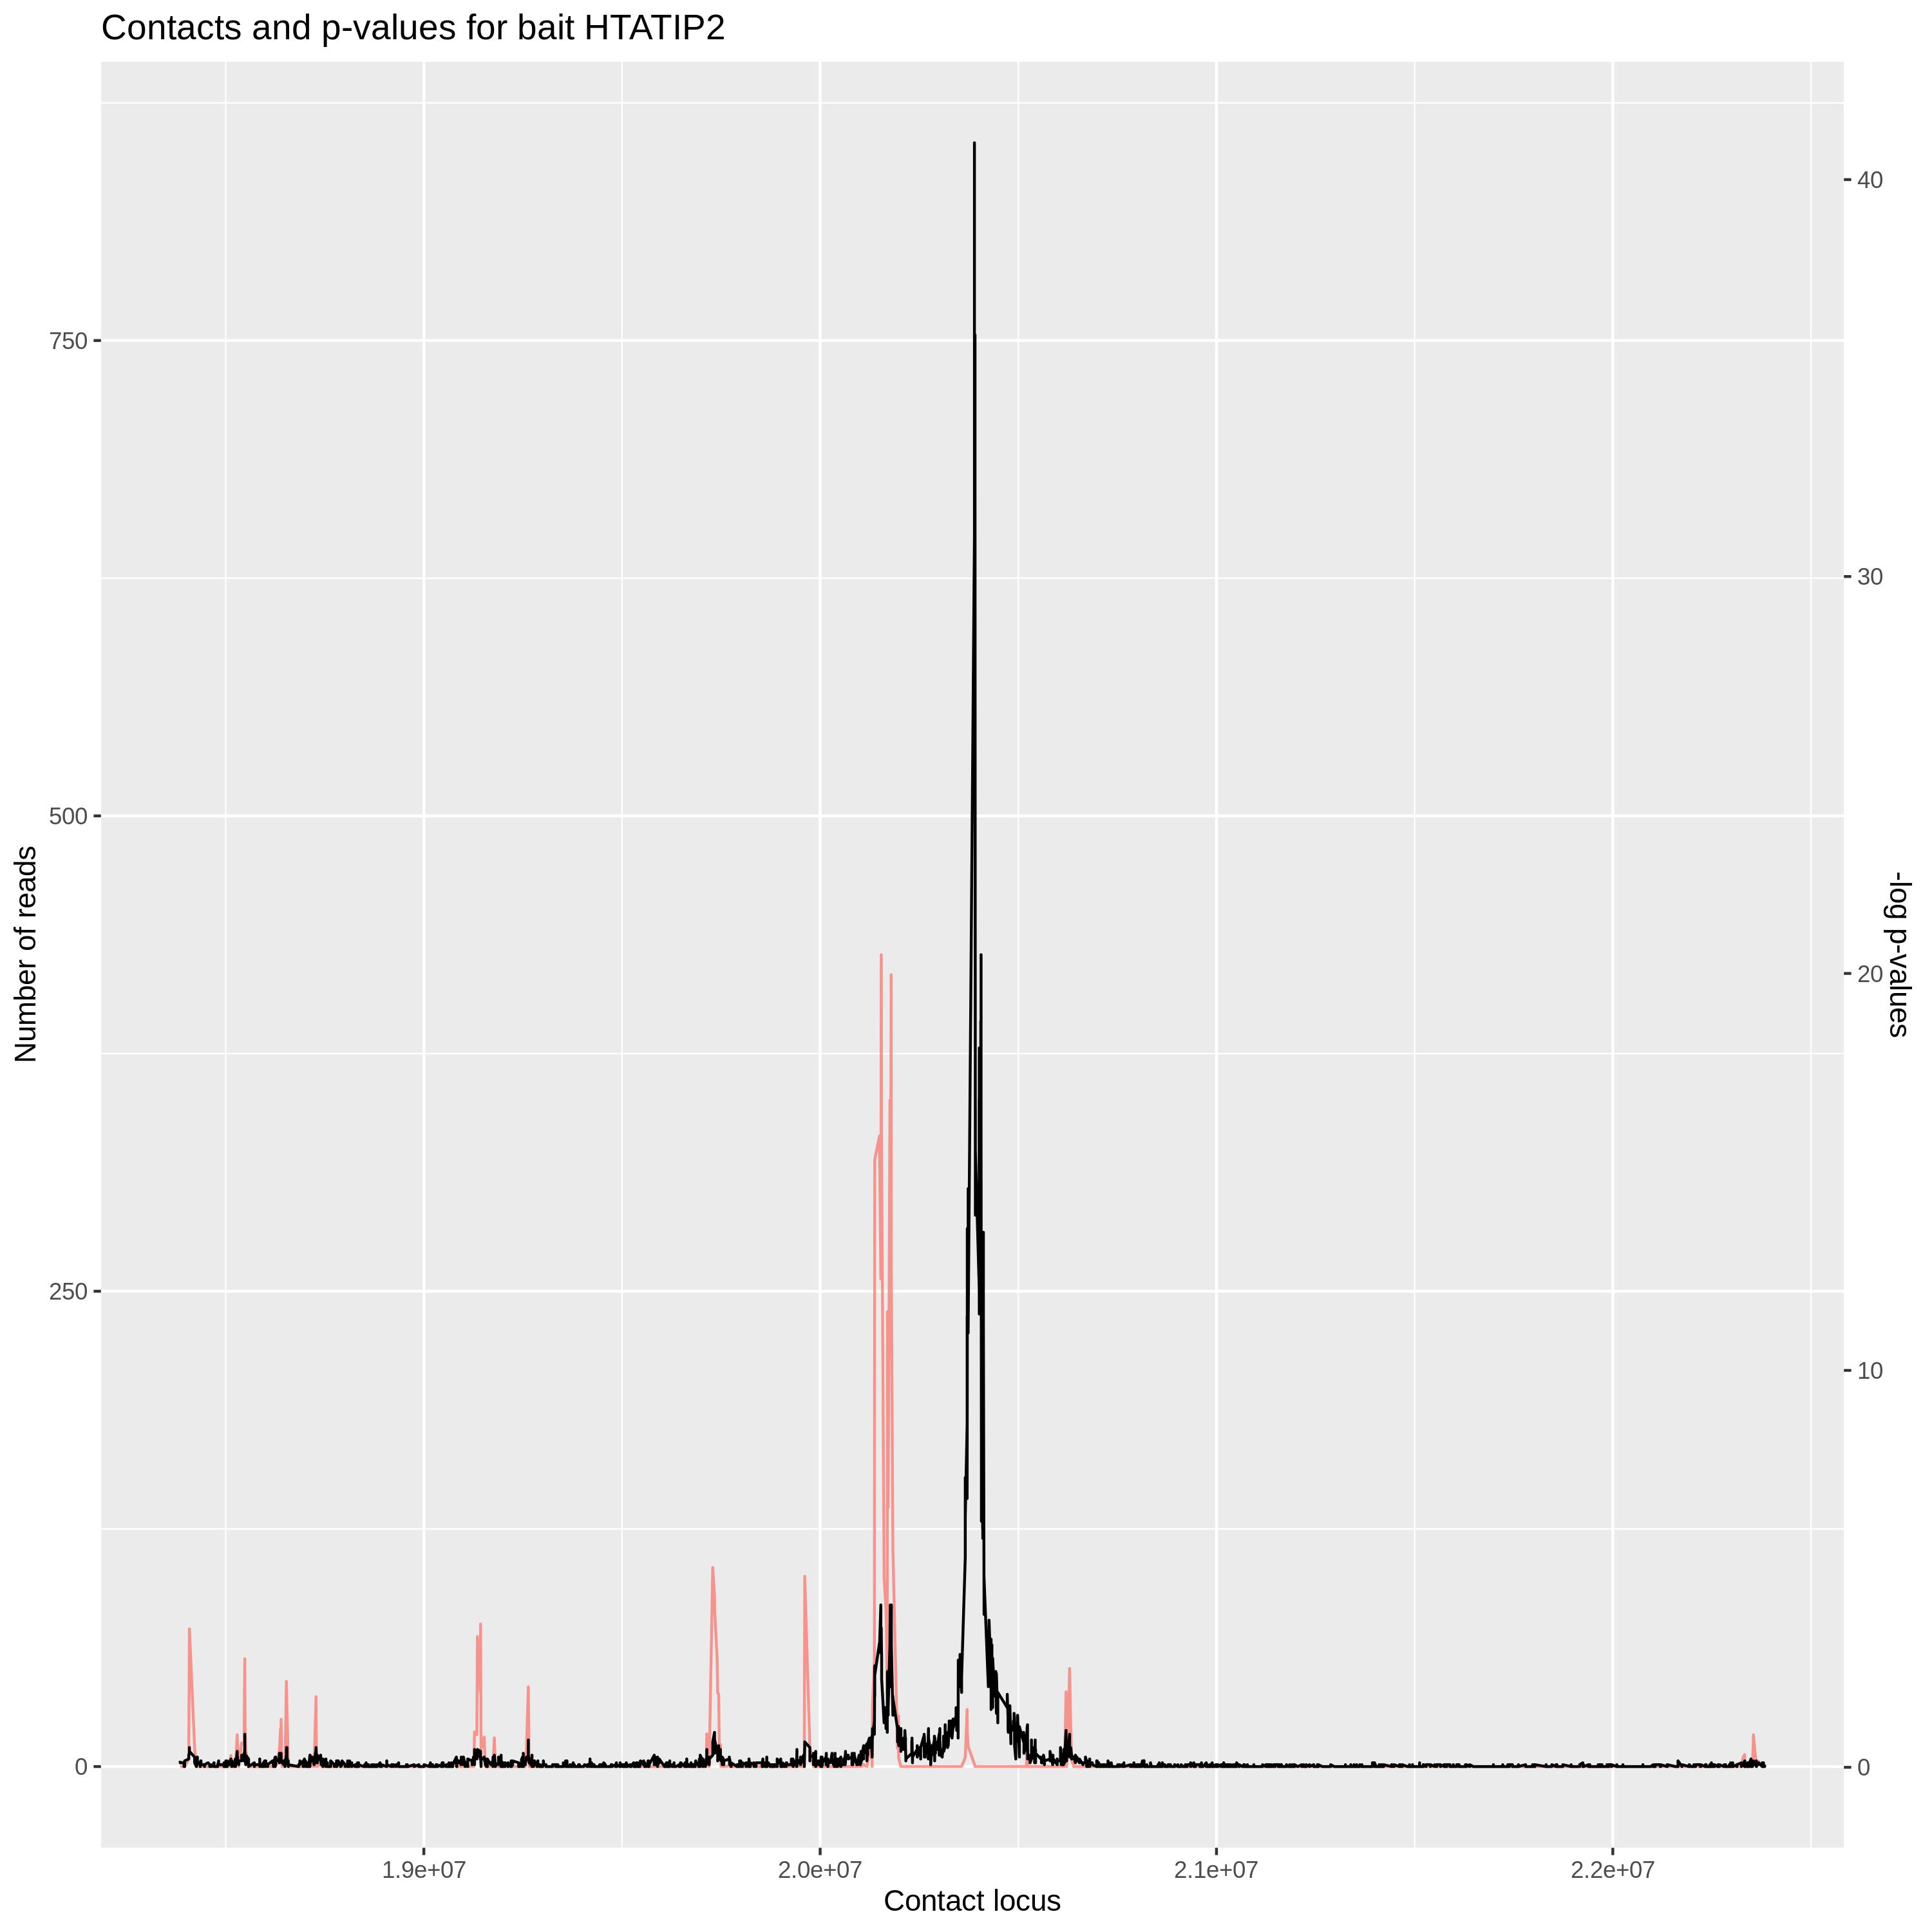 Contacts and p-values for bait HTATIP2
Number of reads
750
500
250
0
40
30
20
10
0
-log p-values
1.9e+07 2.0e+07 2.1e+07 2.2e+07
Contact locus